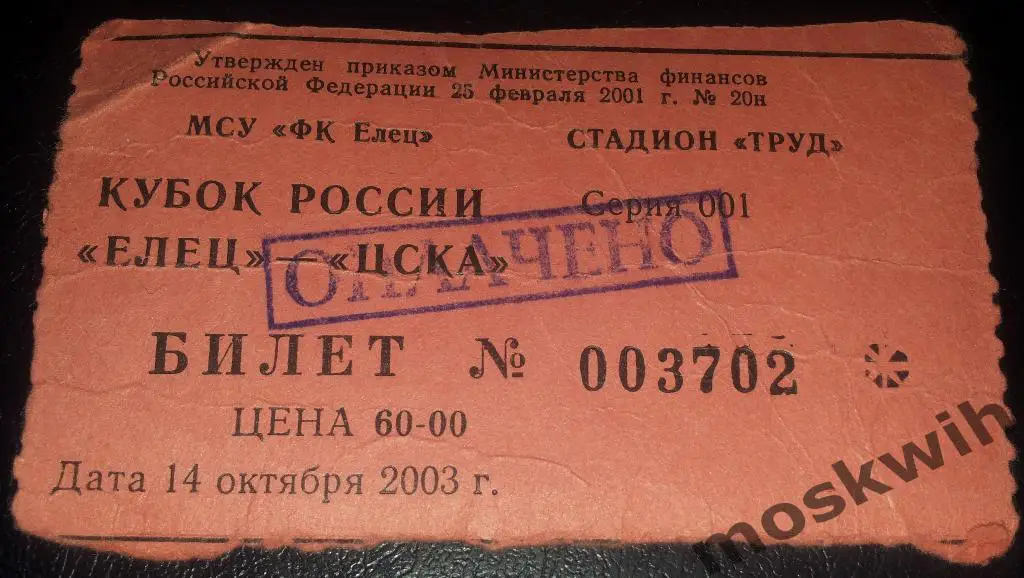 Утвержден приказом Министерства финансов
Российской Федерации 25 февраля 2001 г. № 20н
МСУ «ФК Елец» СТАДИОН «ТРУД»
КУБОК РОССИИ Серия 001
«ЕЛЕЦ»—«ЦСКА»
ОПЛАЧЕНО
БИЛЕТ № 003702
ЦЕНА 60-00
Дата 14 октября 2003 г.
moskwih